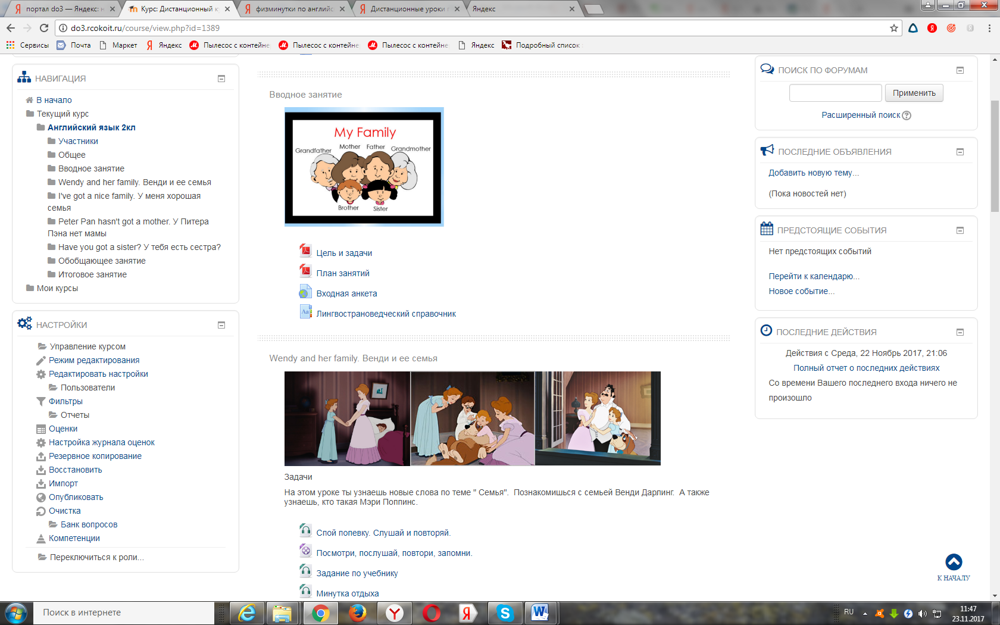 портал do3 — Яндекс: н
Курс: Дистанционный к
физминутки по английс
Дистанционные уроки п
Яндекс
do3.rcokoit.ru/course/view.php?id=1389
Сервисы
Почта
Маркет
Яндекс
Пылесос с контейне
Пылесос с контейне
Пылесос с контейне
Яндекс
Подробный список
НАВИГАЦИЯ
В начало
Текущий курс
Английский язык 2кл
Участники
Общее
Вводное занятие
Wendy and her family. Венди и ее семья
I've got a nice family. У меня хорошая
семья
Peter Pan hasn't got a mother. У Питера
Пэна нет мамы
Have you got a sister? У тебя есть сестра?
Обобщающее занятие
Итоговое занятие
Мои курсы
НАСТРОЙКИ
Управление курсом
Режим редактирования
Редактировать настройки
Пользователи
Фильтры
Отчеты
Оценки
Настройка журнала оценок
Резервное копирование
Восстановить
Импорт
Опубликовать
Очистка
Банк вопросов
Компетенции
Переключиться к роли...
Вводное занятие
My Family
Grandfather
Mother
Father
Grandmother
Brother
Sister
Цель и задачи
План занятий
Входная анкета
Лингвострановедческий справочник
Wendy and her family. Венди и ее семья
Задачи
На этом уроке ты узнаешь новые слова по теме " Семья". Познакомишься с семьей Венди Дарлинг. А также
узнаешь, кто такая Мэри Поппинс.
Спой попевку. Слушай и повторяй.
Посмотри, послушай, повтори, запомни.
Задание по учебнику
Минутка отдыха
ПОИСК ПО ФОРУМАМ
Применить
Расширенный поиск
ПОСЛЕДНИЕ ОБЪЯВЛЕНИЯ
Добавить новую тему...
(Пока новостей нет)
ПРЕДСТОЯЩИЕ СОБЫТИЯ
Нет предстоящих событий
Перейти к календарю...
Новое событие...
ПОСЛЕДНИЕ ДЕЙСТВИЯ
Действия с Среда, 22 Ноябрь 2017, 21:06
Полный отчет о последних действиях
Со времени Вашего последнего входа ничего не
произошло
К НАЧАЛУ
Поиск в интернете
RU
11:47
23.11.2017